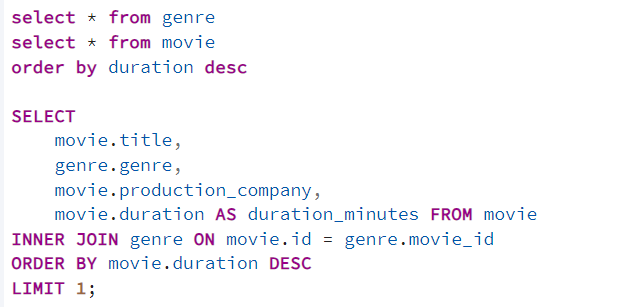 select * from genre
select * from movie
order by duration desc
SELECT
movie.title,
genre.genre,
movie.production_company,
movie.duration AS duration_minutes FROM movie
INNER JOIN genre ON movie.id = genre.movie_id
ORDER BY movie.duration DESC
LIMIT 1;